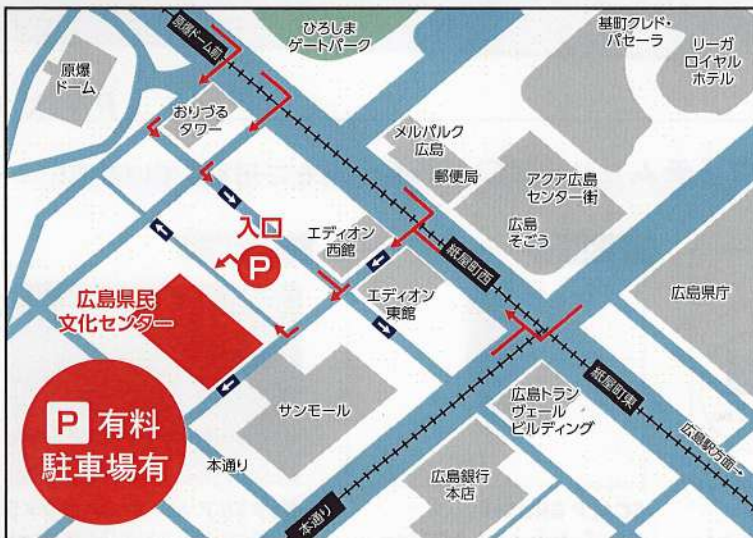 原爆ドーム前
ひろしま
ゲートパーク
基町クレド・
パセーラ
リーガ
ロイヤル
ホテル
原爆
ドーム
おりづる
タワー
メルパルク
広島
郵便局
アクア広島
センター街
広島
そごう
入口
P
エディオン
西館
エディオン
東館
紙屋町西
広島県庁
広島県民
文化センター
紙屋町東
P 有料
駐車場有
サンモール
広島トラン
ヴェール
ビルディング
広島駅方面→
本通り
広島銀行
本店
本通り